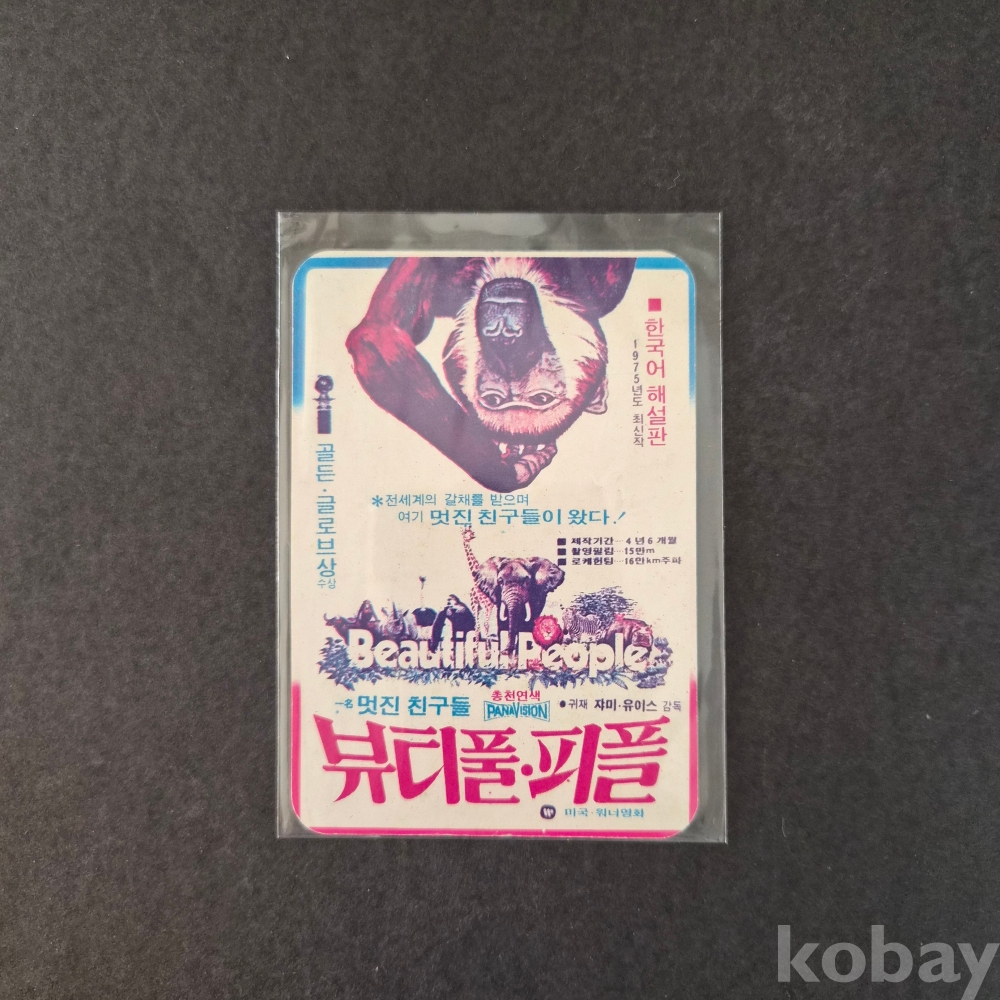 ■ 한국어 해설판
1975년도 최신작
골든·글로브상
수상
*전세계의 갈채를 받으며
여기 멋진 친구들이 왔다!
■ 제작기간…4년6개월
■ 촬영필림…15만m
■ 로케헌팅…16만km주파
Beautiful People
一名 멋진 친구들
총천연색
PANAVISION
●귀재 쟈미·유이스 감독
뷰티풀·피플
미국·워너영화
kobay